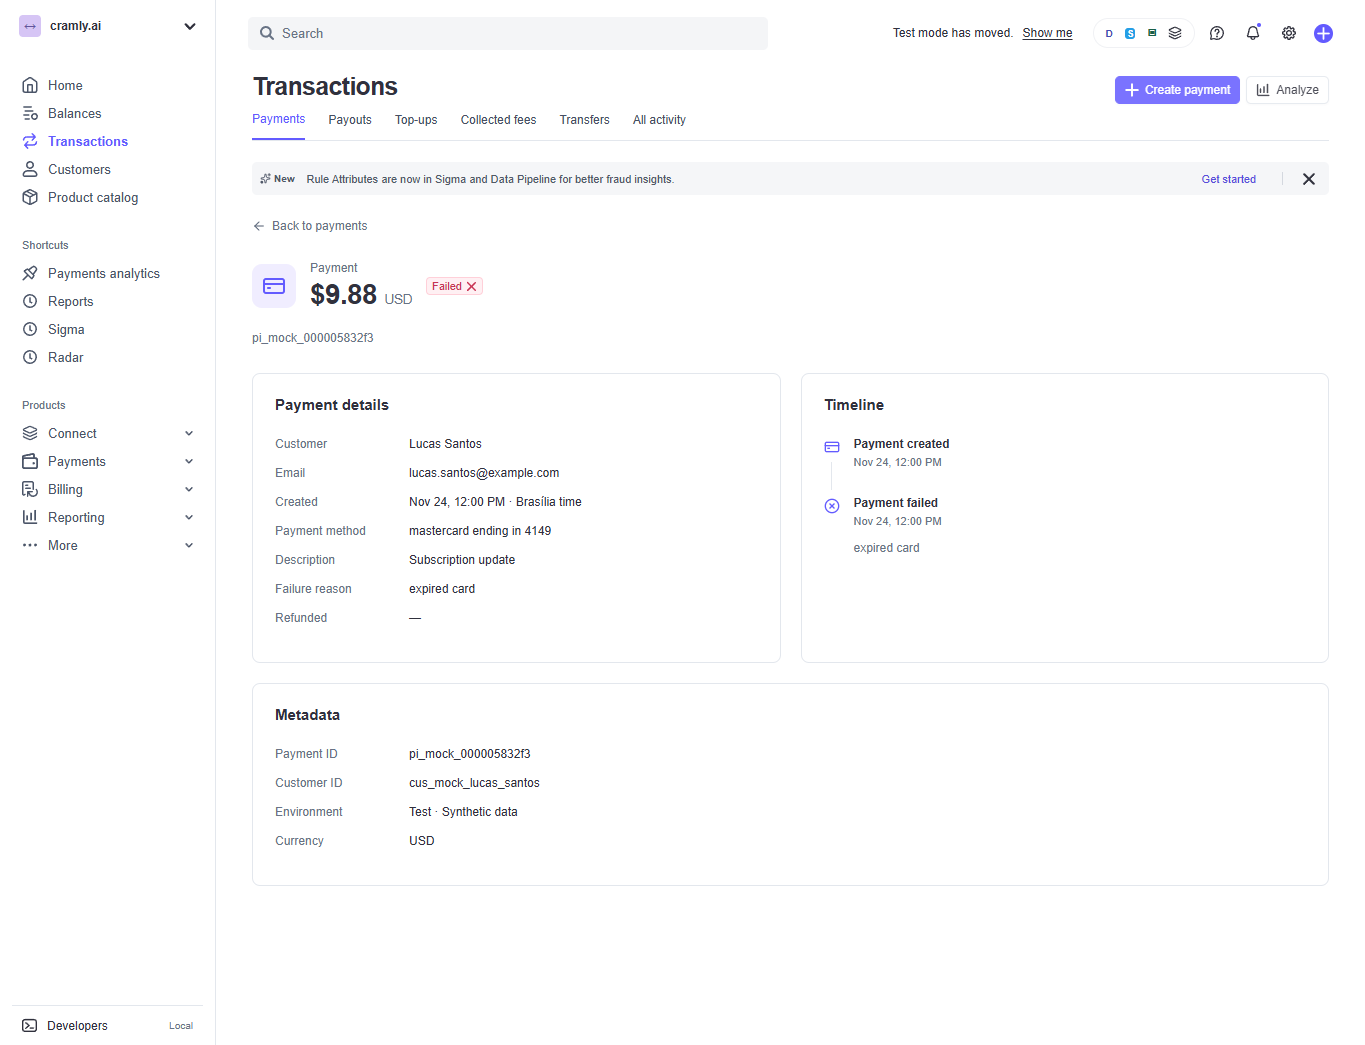 cramly.ai
Search
Test mode has moved. Show me
D S
Home
Balances
Transactions
Customers
Product catalog
Shortcuts
Payments analytics
Reports
Sigma
Radar
Products
Connect
Payments
Billing
Reporting
More
Developers Local
Transactions
Create payment
Analyze
Payments Payouts Top-ups Collected fees Transfers All activity
New Rule Attributes are now in Sigma and Data Pipeline for better fraud insights. Get started
Back to payments
Payment
$9.88 USD Failed
pi_mock_000005832f3
Payment details
Customer Lucas Santos
Email lucas.santos@example.com
Created Nov 24, 12:00 PM · Brasília time
Payment method mastercard ending in 4149
Description Subscription update
Failure reason expired card
Refunded —
Timeline
Payment created
Nov 24, 12:00 PM
Payment failed
Nov 24, 12:00 PM
expired card
Metadata
Payment ID pi_mock_000005832f3
Customer ID cus_mock_lucas_santos
Environment Test · Synthetic data
Currency USD